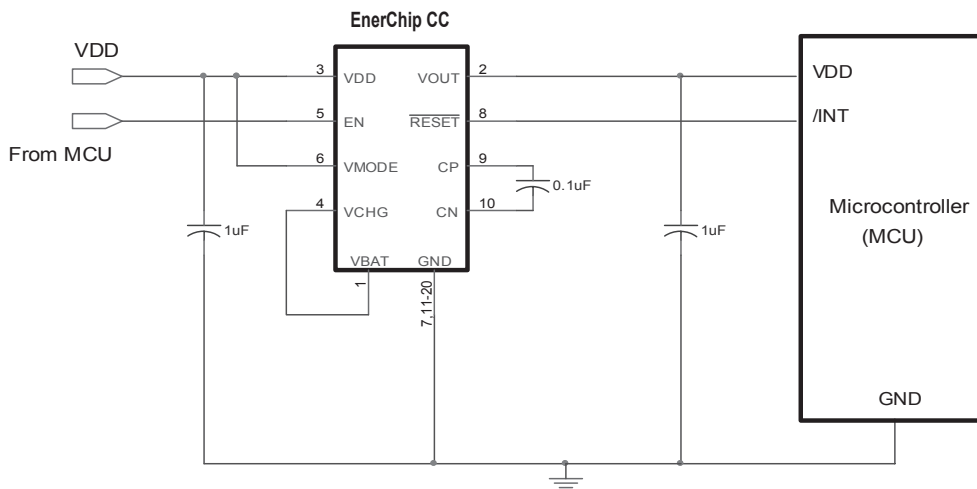 EnerChip CC
VDD
From MCU
3
VDD
VOUT
2
5
EN
RESET
8
6
VMODE
CP
9
4
VCHG
CN
10
VBAT
GND
1
7,11-20
1uF
0.1uF
1uF
VDD
/INT
Microcontroller
(MCU)
GND